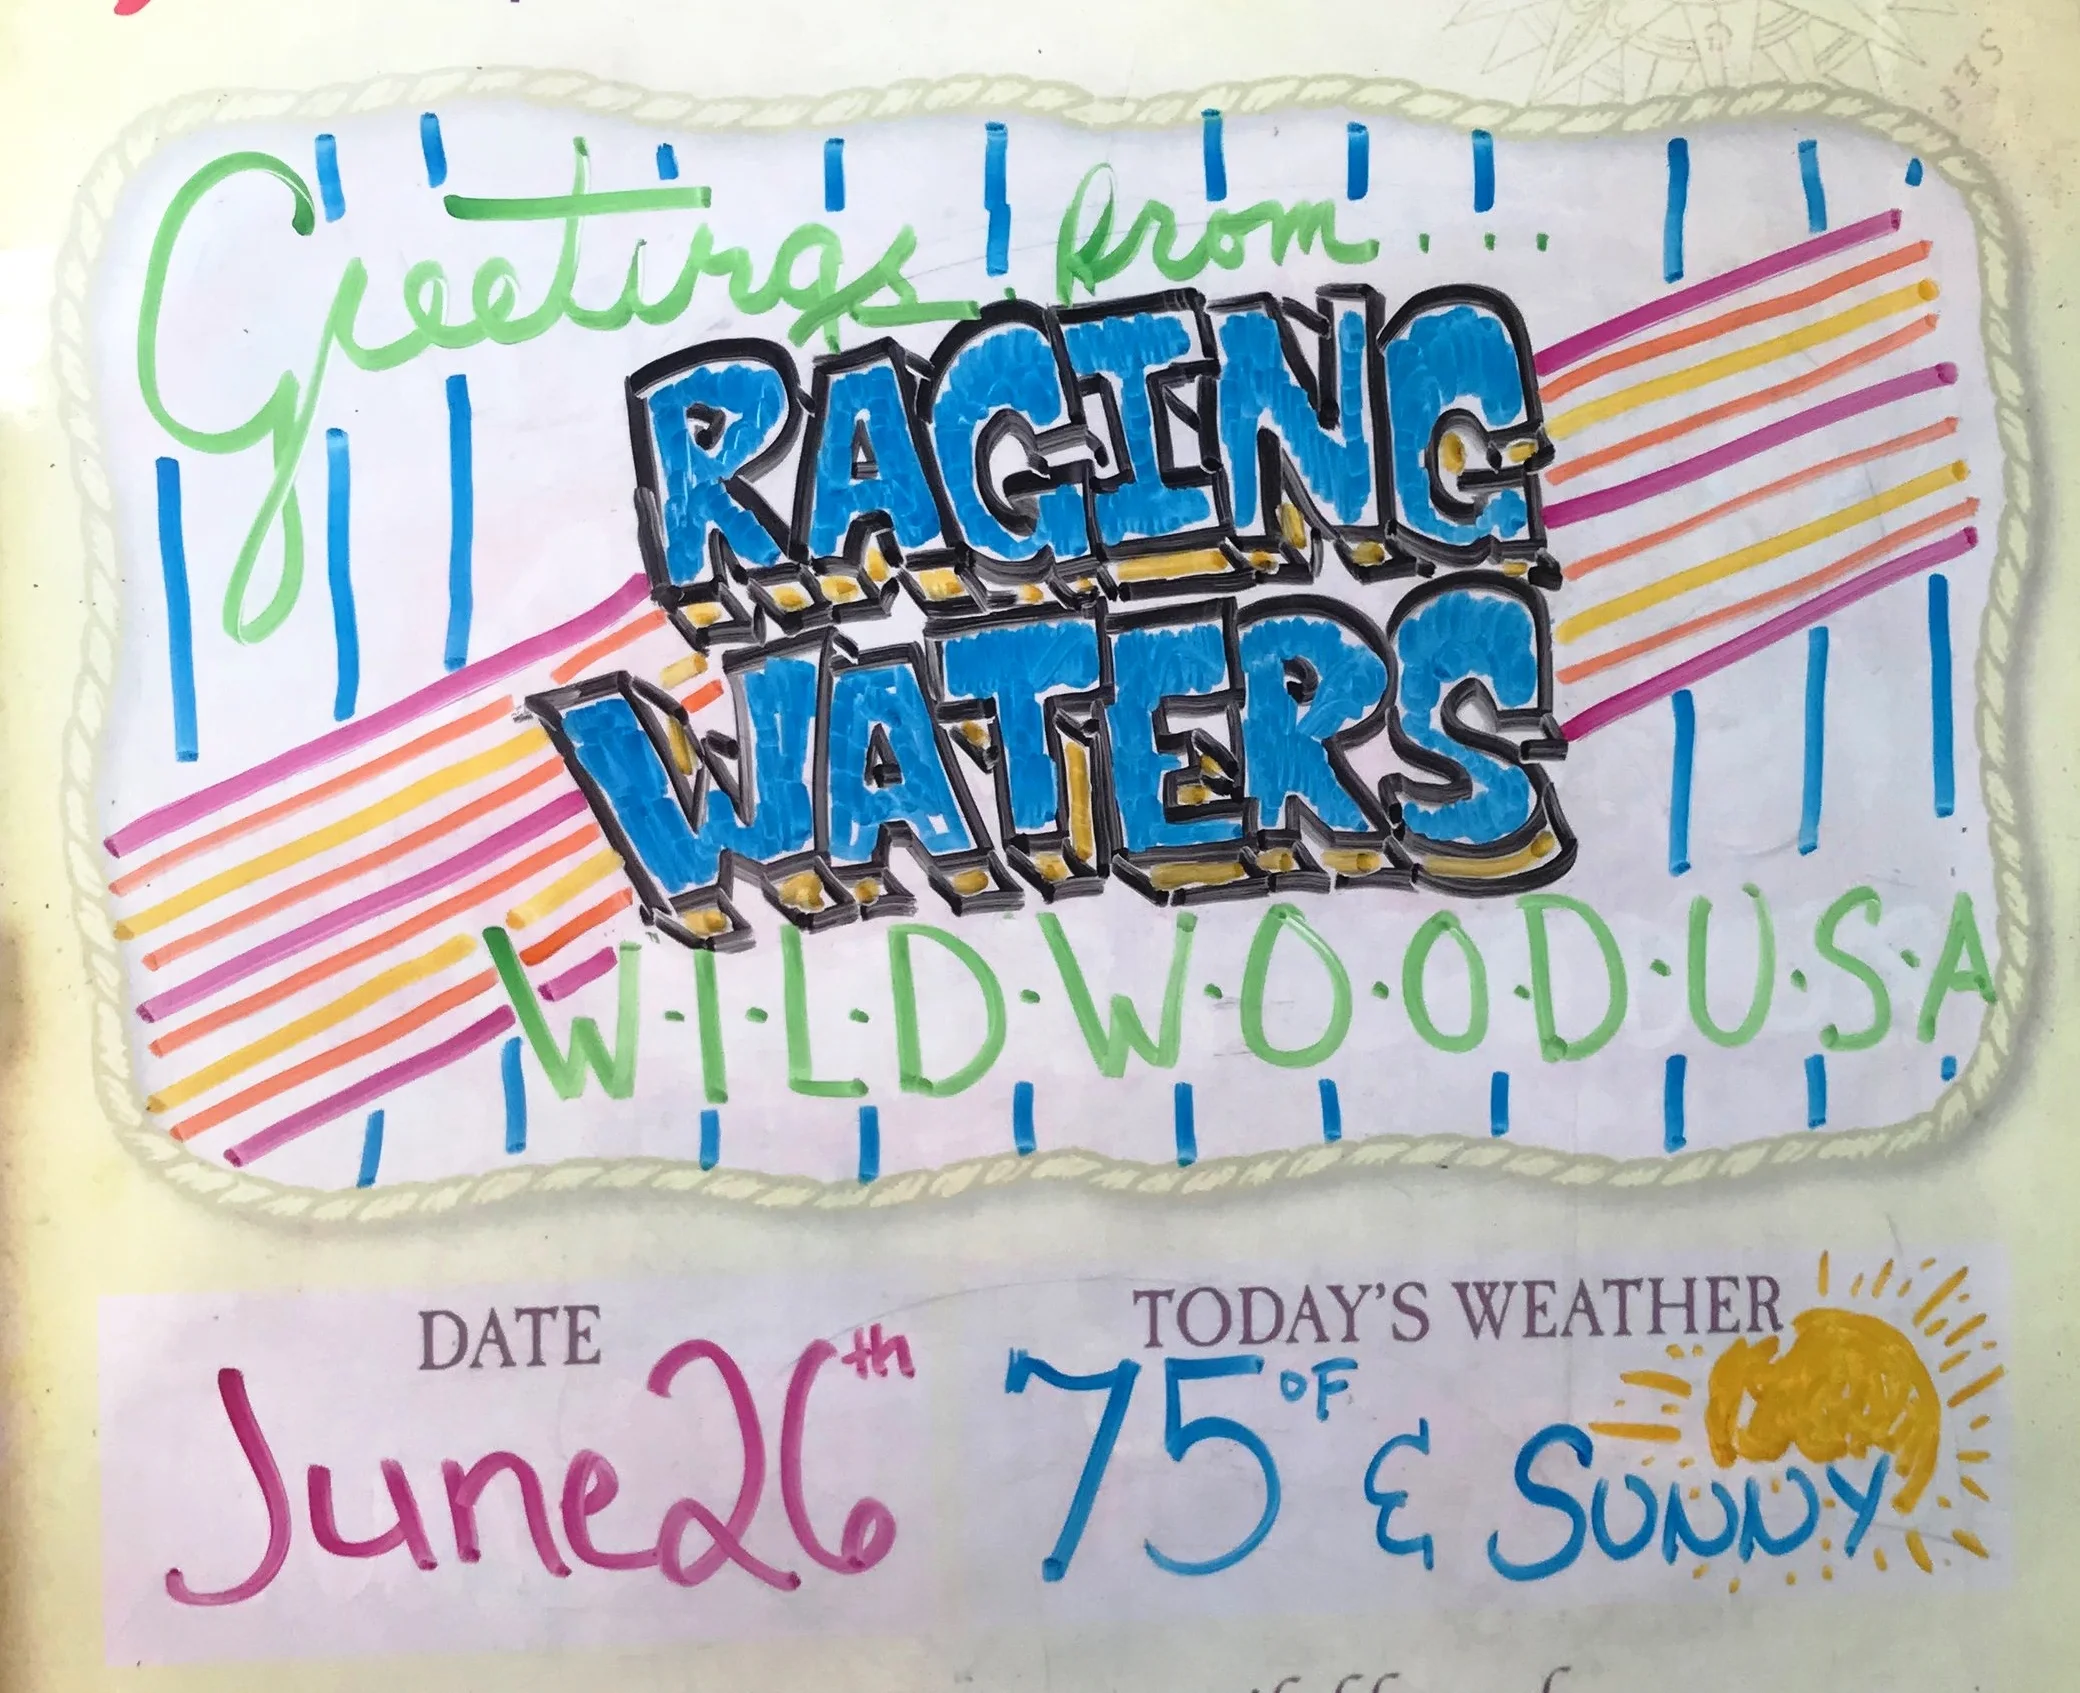 Greetings from...
RAGING
WATERS
W·I·L·D·W·O·O·D·U·S·A
DATE
June 26th
TODAY'S WEATHER
75°F & SUNNY